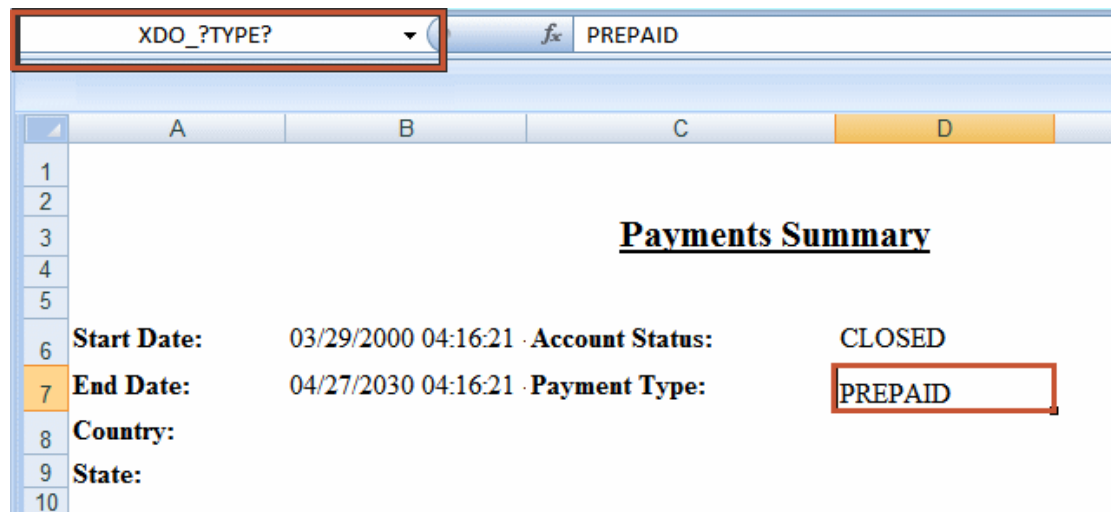 XDO_?TYPE? fx PREPAID
A B C D
1
2
3 Payments Summary
4
5
6 Start Date: 03/29/2000 04:16:21 - Account Status: CLOSED
7 End Date: 04/27/2030 04:16:21 - Payment Type: PREPAID
8 Country:
9 State:
10